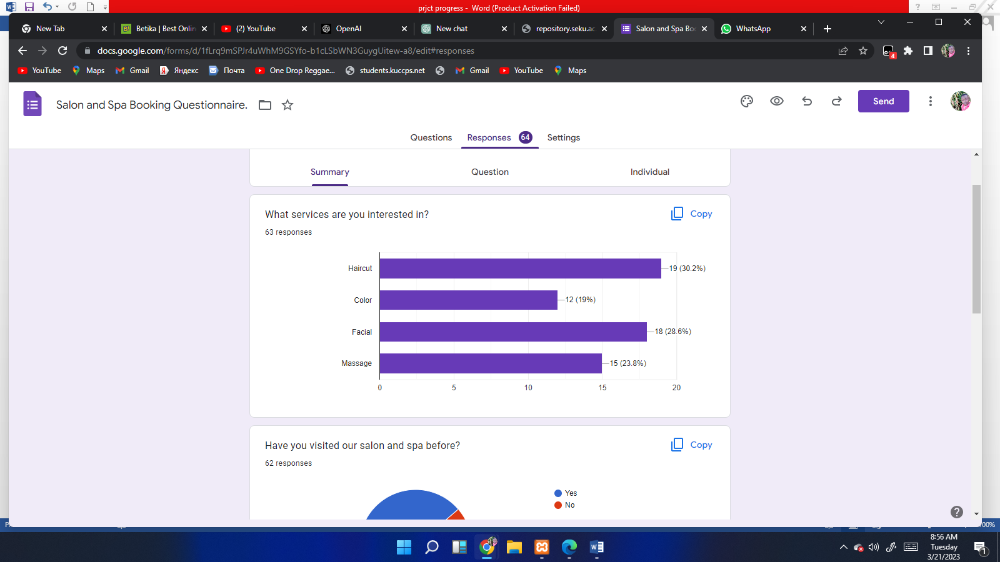 prjct progress - Word (Product Activation Failed)
New Tab
Betika | Best Onlin
(2) YouTube
OpenAI
New chat
repository.seku.ac
Salon and Spa Bo
WhatsApp
docs.google.com/forms/d/1fLrq9mSPJr4uWhM9GSYfo-b1cLSbWN3GuygUitew-a8/edit#responses
4
YouTube
Maps
Gmail
Яндекс
Почта
One Drop Reggae...
students.kuccps.net
Gmail
YouTube
Maps
Salon and Spa Booking Questionnaire.
Send
Questions
Responses 64
Settings
Summary
Question
Individual
What services are you interested in?
Copy
63 responses
Haircut
19 (30.2%)
Color
12 (19%)
Facial
18 (28.6%)
Massage
15 (23.8%)
0 5 10 15 20
Have you visited our salon and spa before?
Copy
62 responses
Yes
No
8:56 AM
Tuesday
3/21/2023
1